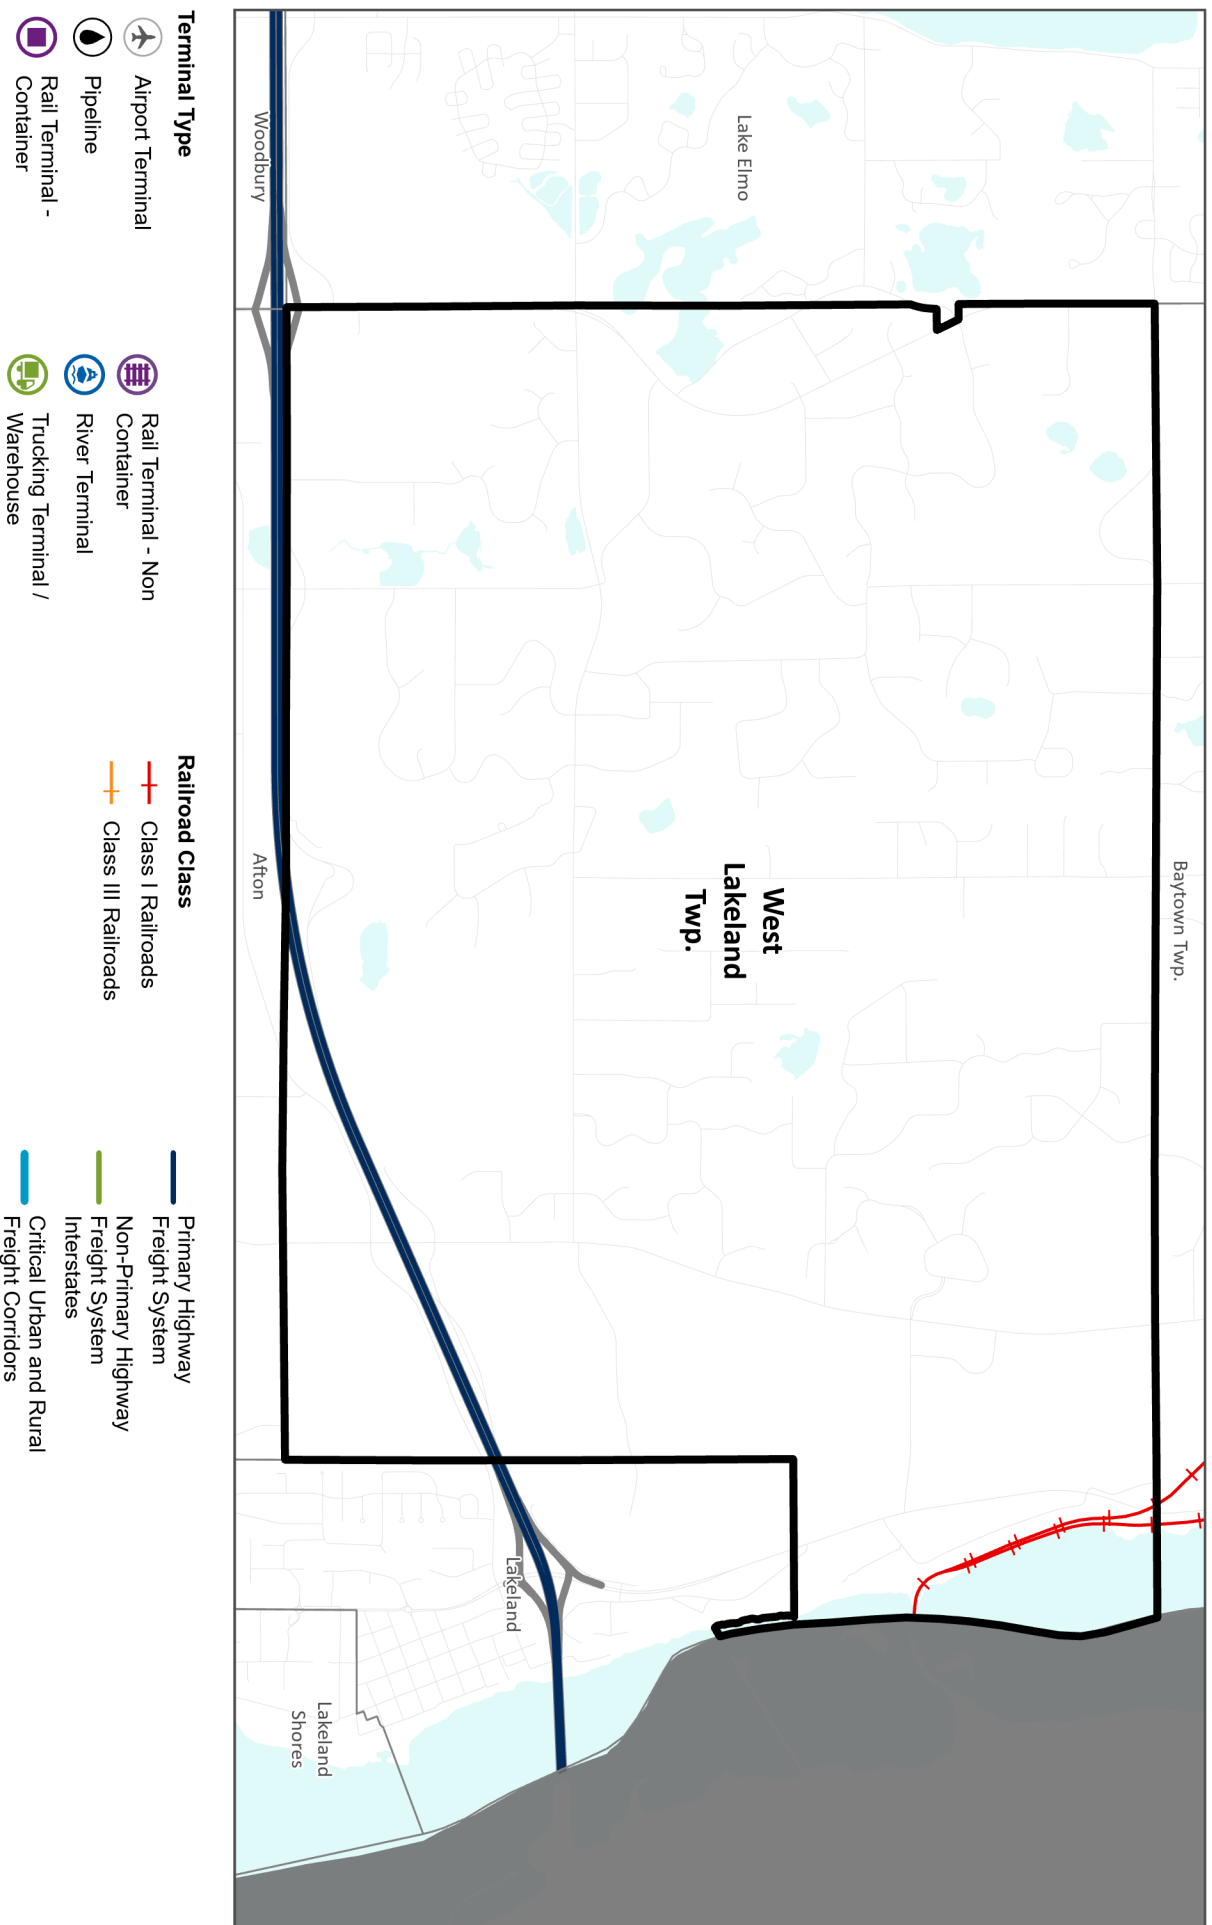 Baytown Twp.
Lake Elmo
West
Lakeland
Twp.
Lakeland
Lakeland
Shores
Woodbury
Afton
Terminal Type
Airport Terminal
Pipeline
Rail Terminal -
Container
Rail Terminal - Non
Container
River Terminal
Trucking Terminal /
Warehouse
Railroad Class
Class I Railroads
Class III Railroads
Primary Highway
Freight System
Non-Primary Highway
Freight System
Interstates
Critical Urban and Rural
Freight Corridors